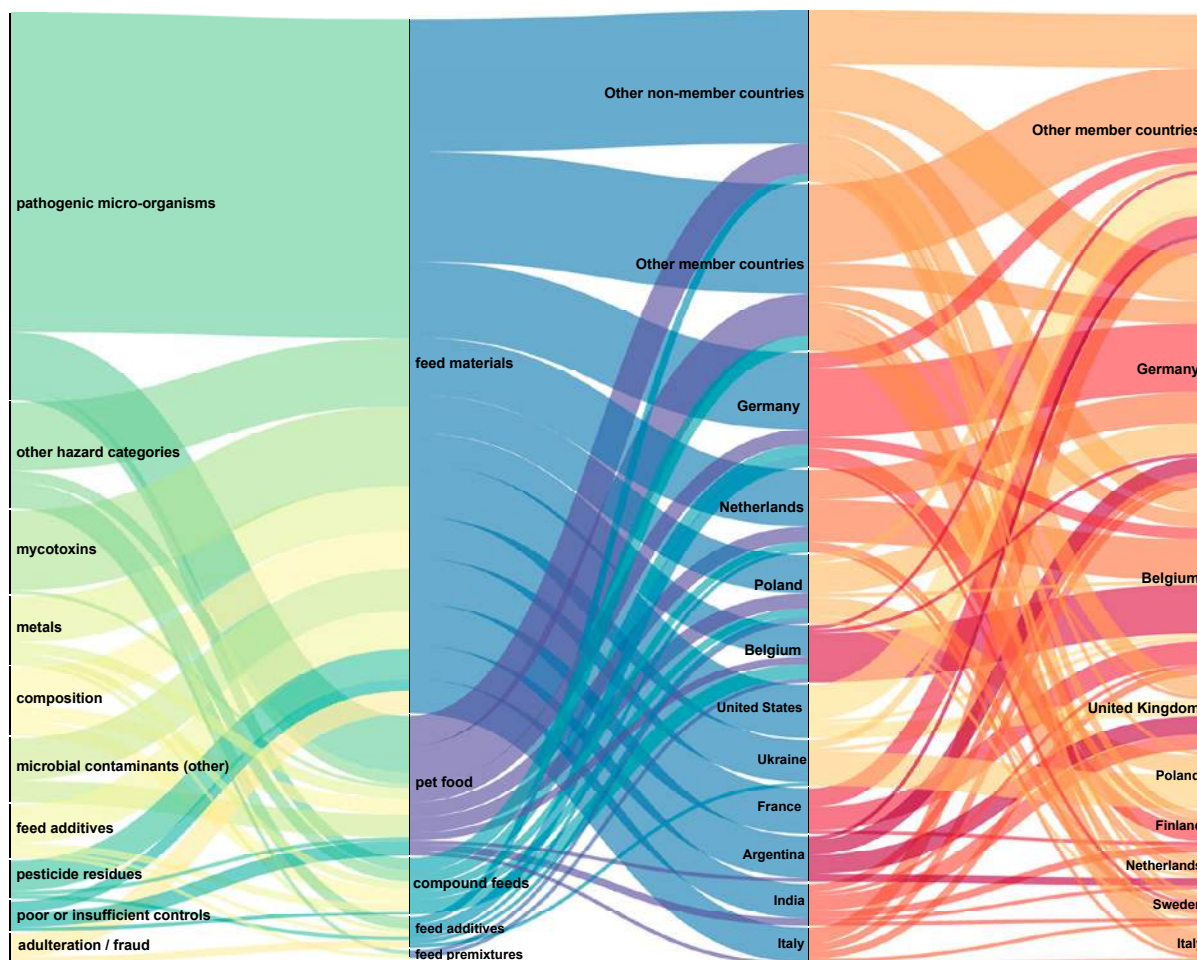 pathogenic micro-organisms
other hazard categories
mycotoxins
metals
composition
microbial contaminants (other)
feed additives
pesticide residues
poor or insufficient controls
adulteration / fraud
feed materials
pet food
compound feeds
feed additives
feed premixtures
Other non-member countries
Other member countries
Germany
Netherlands
Poland
Belgium
United States
Ukraine
France
Argentina
India
Italy
Other member countries
Germany
Belgium
United Kingdom
Poland
Finland
Netherlands
Sweden
Italy